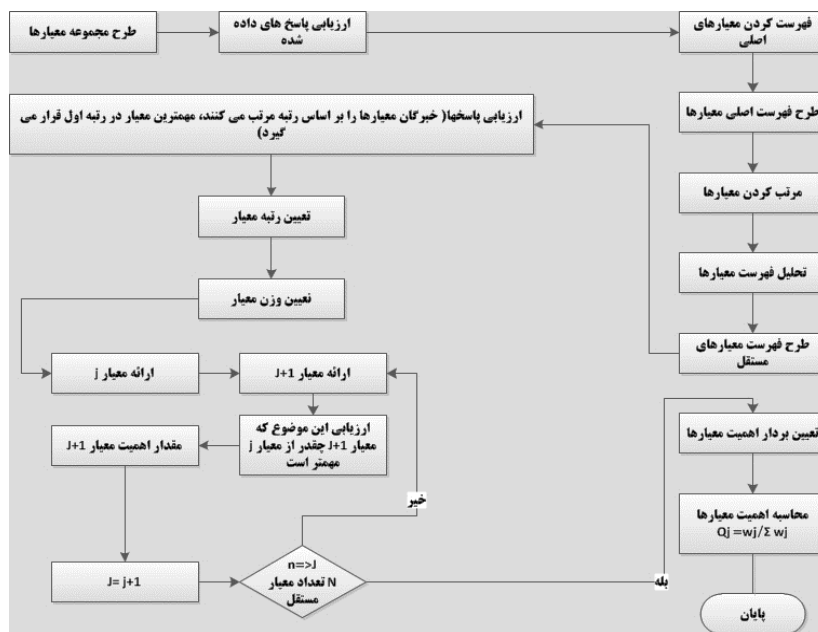 طرح مجموعه معیارها
ارزیابی پاسخ های داده
شده
فهرست کردن معیارهای
اصلی
طرح فهرست اصلی معیارها
مرتب کردن معیارها
تحلیل فهرست معیارها
طرح فهرست معیارهای
مستقل
ارزیابی پاسخها( خبرگان معیارها را بر اساس رتبه مرتب می کنند، مهمترین معیار در رتبه اول قرار می
گیرد)
تعیین رتبه معیار
تعیین وزن معیار
ارائه معیار j
ارائه معیار J+1
ارزیابی این موضوع که
معیار J+1 چقدر از معیار j
مهمتر است
مقدار اهمیت معیار J+1
J= j+1
n=>J
N تعداد معیار
مستقل
خیر
بله
تعیین بردار اهمیت معیارها
محاسبه اهمیت معیارها
Qj =wj/Σ wj
پایان